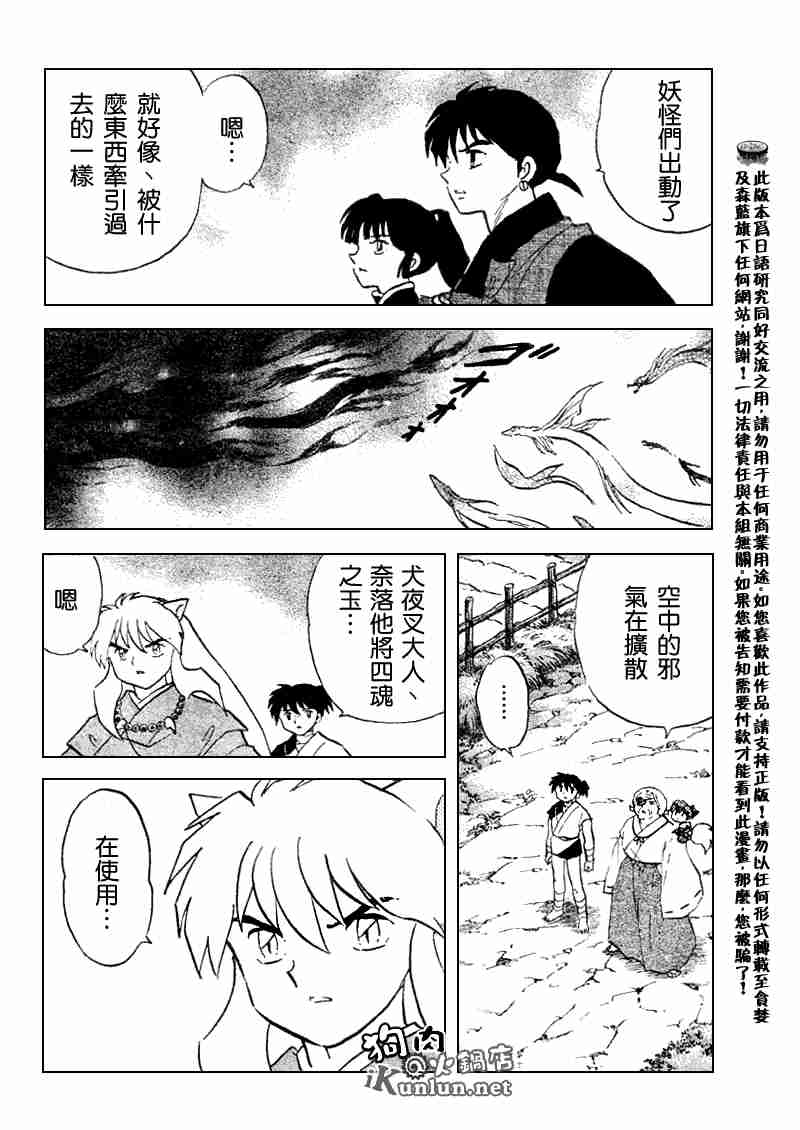 妖怪們出動了
嗯…
就好像、被什
麼東西牽引過
去的一樣
ゴオオオ
空中的邪
氣在擴散
……
犬夜叉大人、
奈落他將四魂
之玉…
嗯
在使用…
此版本爲日語研究同好交流之用，請勿用于任何商業用途。如您喜歡此作品，請支持正版！請勿以任何形式轉載至貪婪
及森藍旗下任何網站，謝謝！一切法律責任與本組無關。如果您被告知需要付款才能看到此漫畫，那麼，您被騙了！
狗肉@火鍋店
iKunlun.net